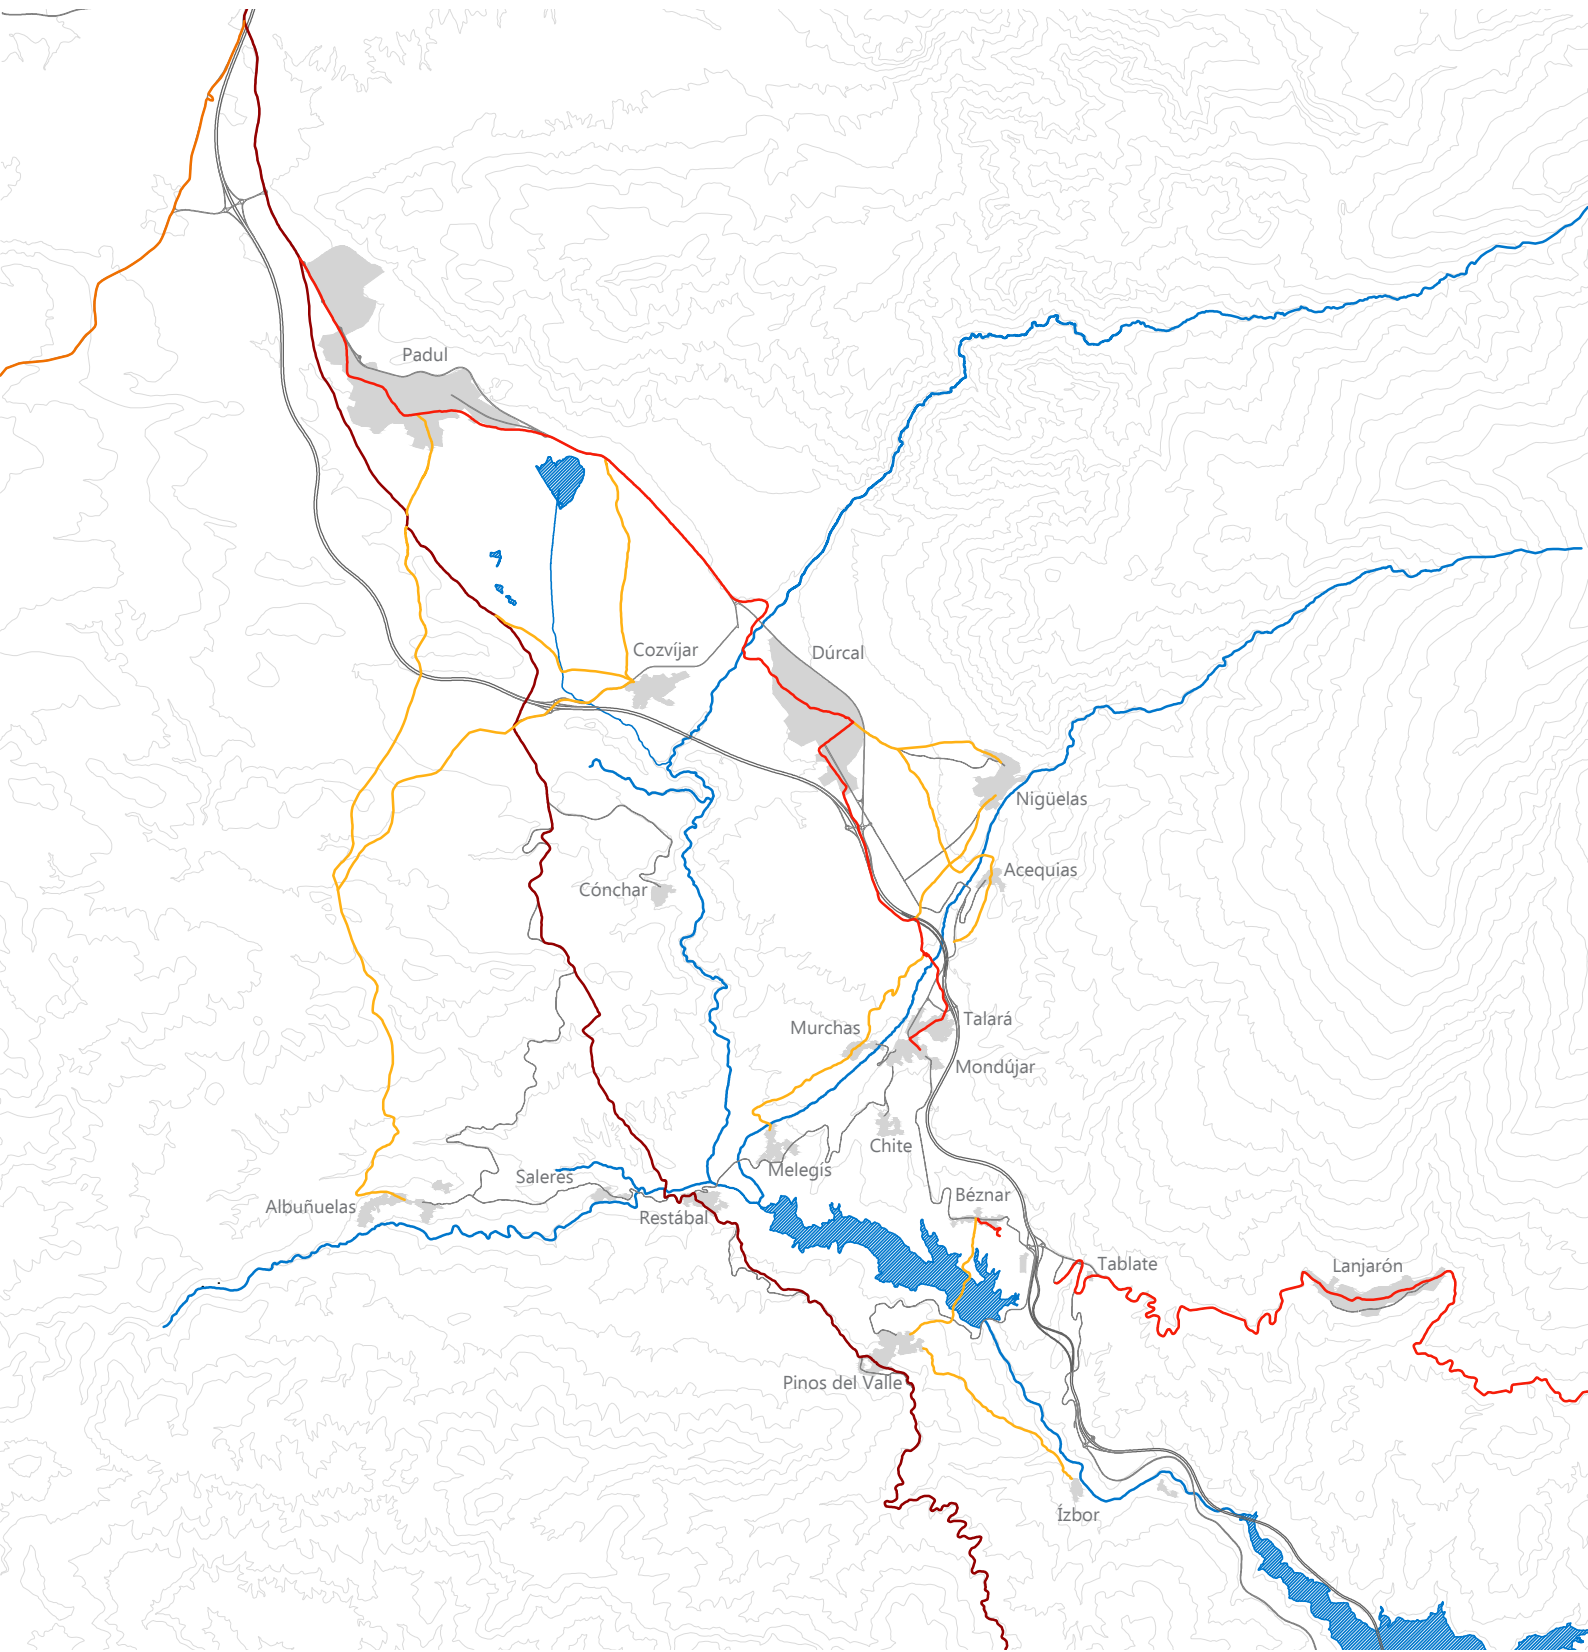 Padul
Cozvíjar
Dúrcal
Nigüelas
Acequias
Cónchar
Talará
Murchas
Mondújar
Chite
Melegís
Saleres
Albuñuelas
Restábal
Béznar
Tablate
Lanjarón
Pinos del Valle
Ízbor